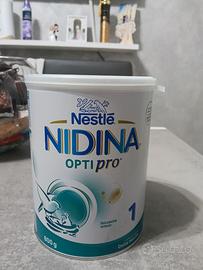 Nestlé
NIDINA
OPTIpro
1
800 g